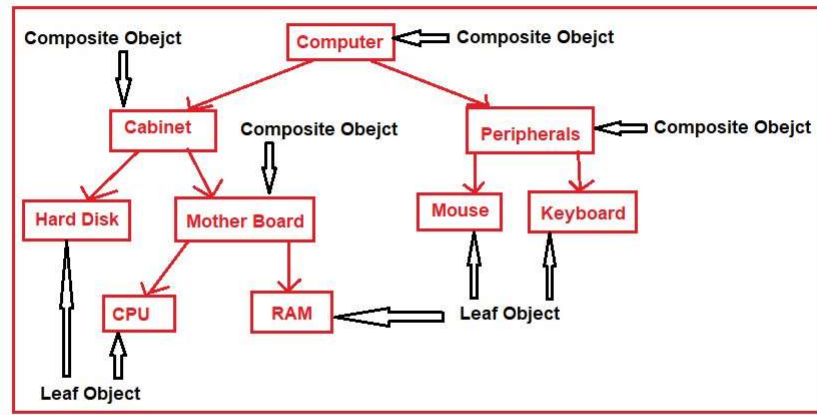 Composite Obejct
Computer
Composite Obejct
Cabinet
Composite Obejct
Peripherals
Composite Obejct
Hard Disk
Mother Board
Mouse
Keyboard
CPU
RAM
Leaf Object
Leaf Object